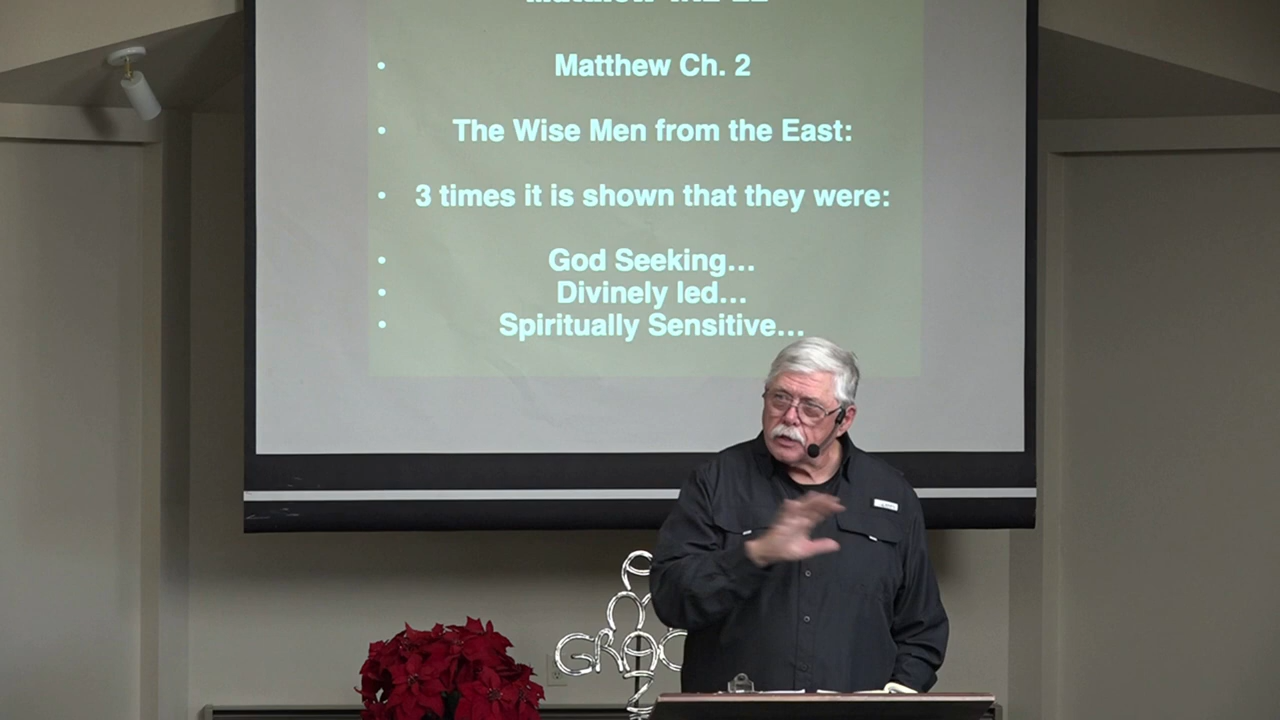 Matthew Ch. 2
The Wise Men from the East:
3 times it is shown that they were:
God Seeking...
Divinely led...
Spiritually Sensitive...